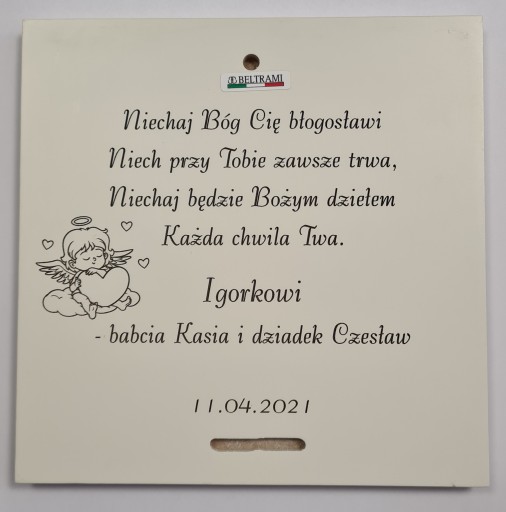 BELTRAMI
Niechaj Bóg Cię błogosławi
Niech przy Tobie zawsze trwa,
Niechaj będzie Bożym dziełem
Każda chwila Twa.
Igorkowi
- babcia Kasia i dziadek Czesław
11.04.2021